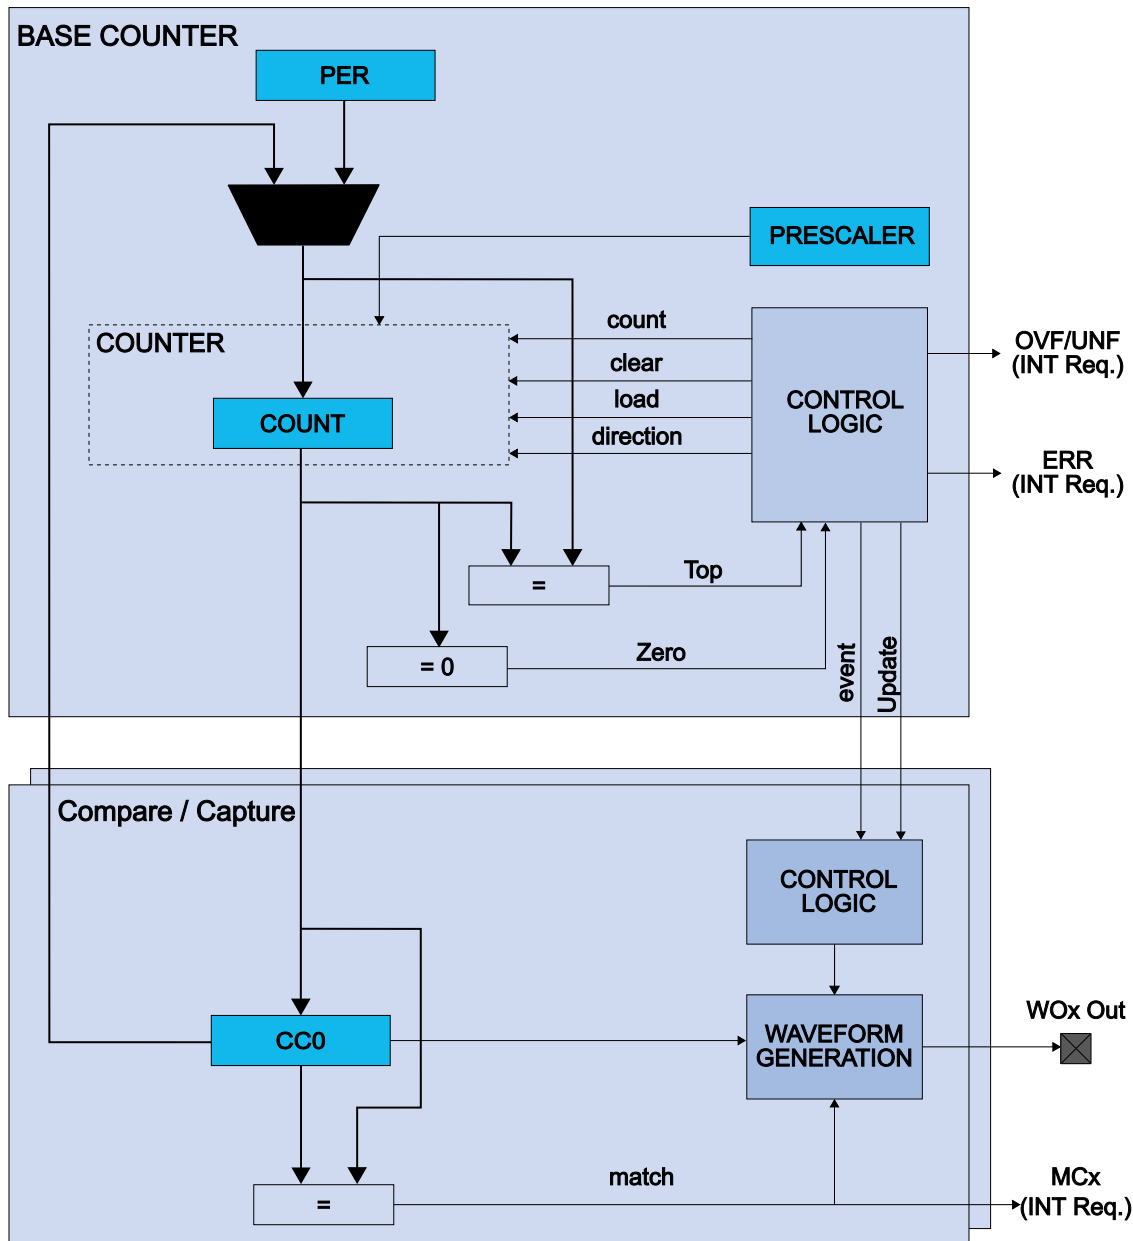 BASE COUNTER
PER
PRESCALER
COUNTER
count
clear
load
direction
COUNT
CONTROL
LOGIC
OVF/UNF
(INT Req.)
ERR
(INT Req.)
=
Top
= 0
Zero
event
Update
Compare / Capture
CONTROL
LOGIC
CC0
WAVEFORM
GENERATION
WOx Out
=
match
MCx
(INT Req.)